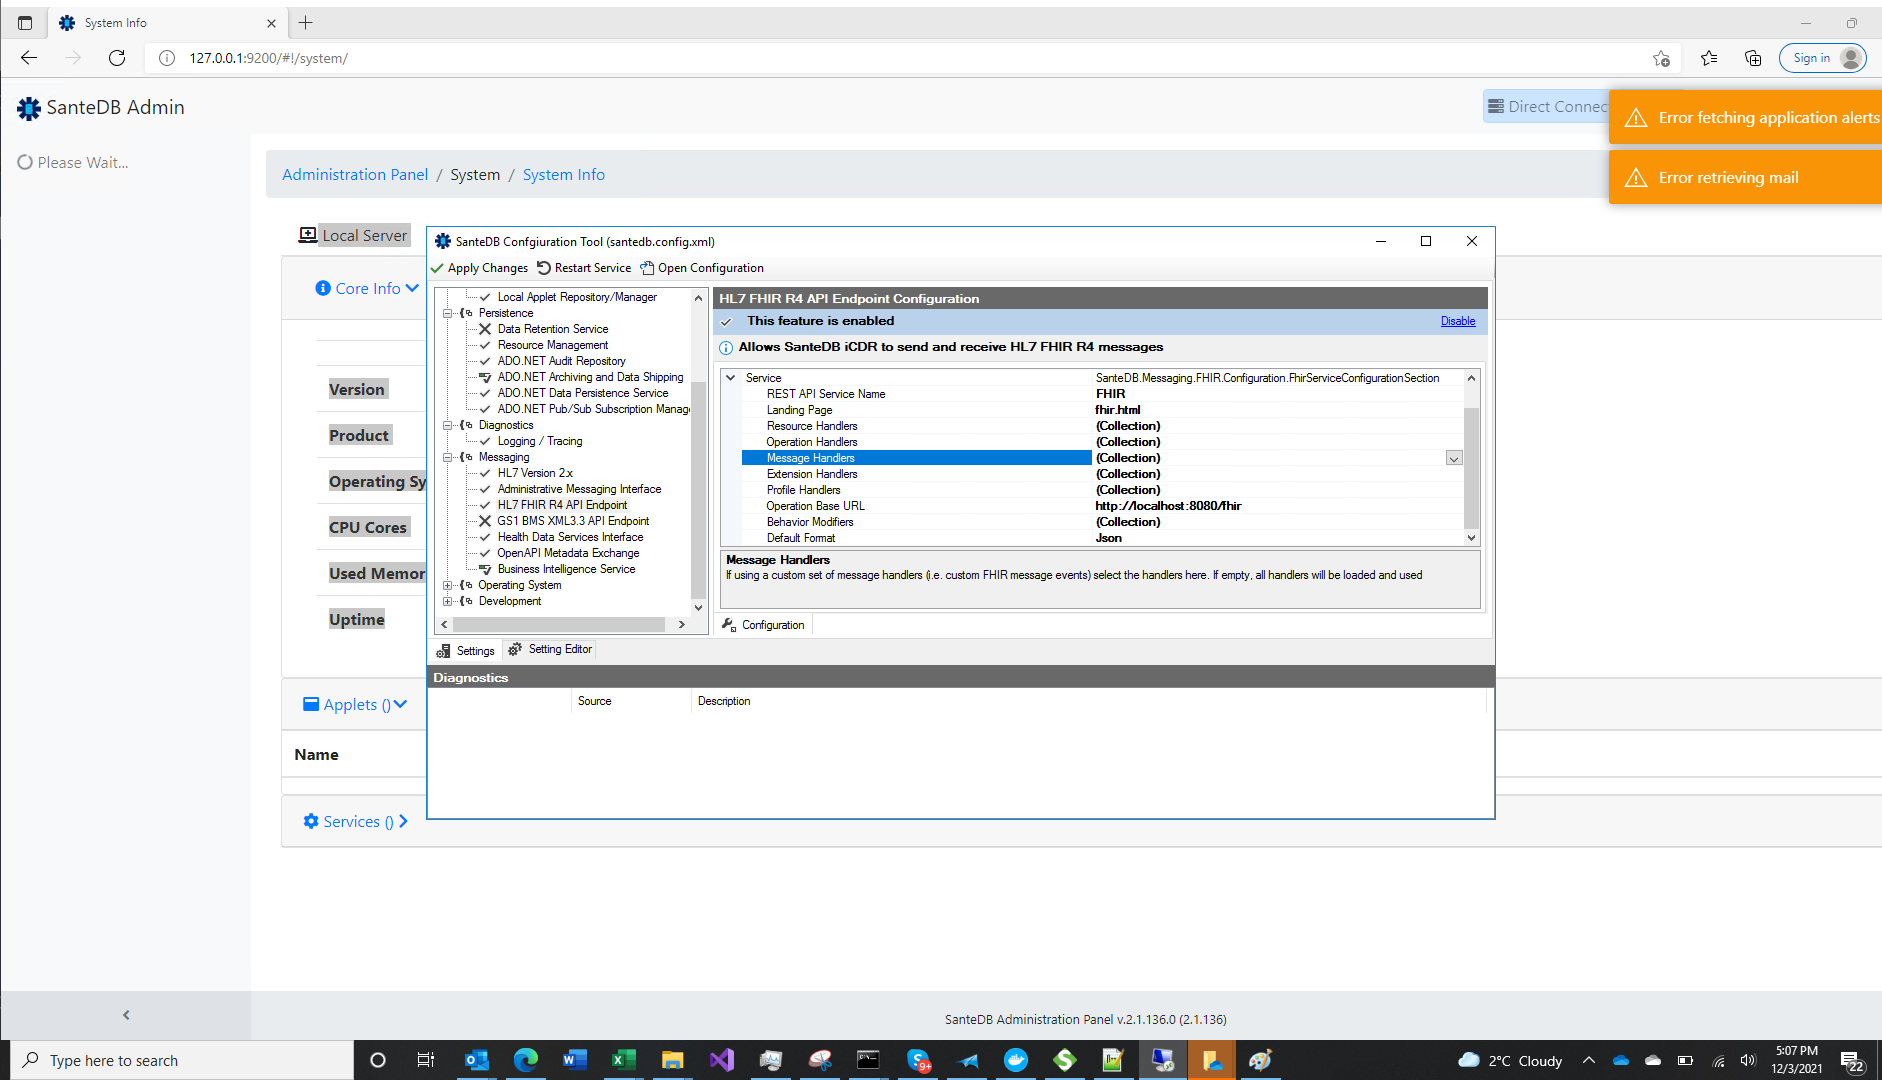 System Info
127.0.0.1:9200/#!/system/
Sign in
SanteDB Admin
Direct Connec
Error fetching application alerts
Please Wait...
Administration Panel / System / System Info
Error retrieving mail
Local Server
SanteDB Confgiuration Tool (santedb.config.xml)
Apply Changes
Restart Service
Open Configuration
Core Info
Local Applet Repository/Manager
Persistence
Data Retention Service
Resource Management
ADO.NET Audit Repository
ADO.NET Archiving and Data Shipping
ADO.NET Data Persistence Service
ADO.NET Pub/Sub Subscription Manag
Diagnostics
Logging / Tracing
Messaging
HL7 Version 2.x
Administrative Messaging Interface
HL7 FHIR R4 API Endpoint
GS1 BMS XML3.3 API Endpoint
Health Data Services Interface
OpenAPI Metadata Exchange
Business Intelligence Service
Operating System
Development
HL7 FHIR R4 API Endpoint Configuration
This feature is enabled
Disable
Allows SanteDB iCDR to send and receive HL7 FHIR R4 messages
Service SanteDB.Messaging.FHIR.Configuration.FhirServiceConfigurationSection
REST API Service Name FHIR
Landing Page fhir.html
Resource Handlers (Collection)
Operation Handlers (Collection)
Message Handlers (Collection)
Extension Handlers (Collection)
Profile Handlers (Collection)
Operation Base URL http://localhost:8080/fhir
Behavior Modifiers (Collection)
Default Format Json
Message Handlers
If using a custom set of message handlers (i.e. custom FHIR message events) select the handlers here. If empty, all handlers will be loaded and used
Configuration
Settings
Setting Editor
Diagnostics
Source
Description
Version
Product
Operating Sy
CPU Cores
Used Memor
Uptime
Applets ()
Name
Services ()
SanteDB Administration Panel v.2.1.136.0 (2.1.136)
Type here to search
9+
2°C Cloudy
5:07 PM
12/3/2021
22